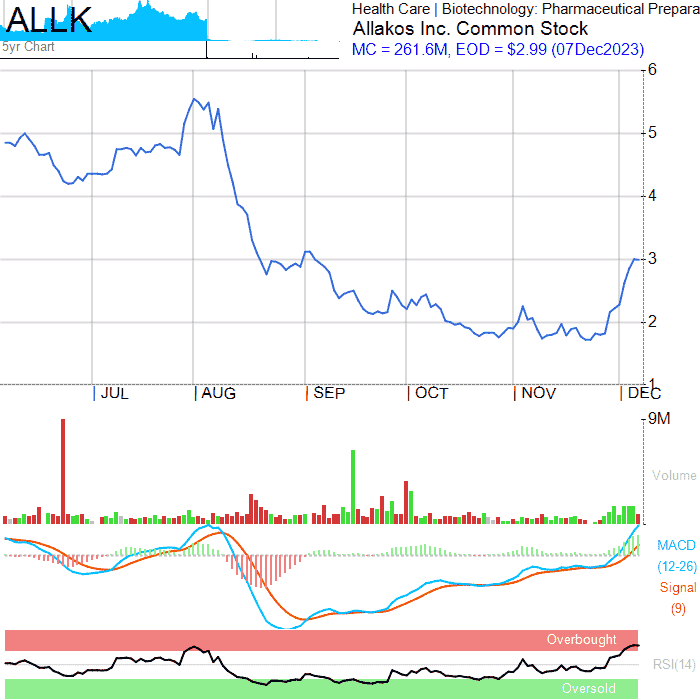 ALLK
5yr Chart
Health Care | Biotechnology: Pharmaceutical Prepara
Allakos Inc. Common Stock
MC = 261.6M, EOD = $2.99 (07Dec2023)
6
5
4
3
2
1
JUL AUG SEP OCT NOV DEC
9M
Volume
MACD
(12-26)
Signal
(9)
Overbought
RSI(14)
Oversold